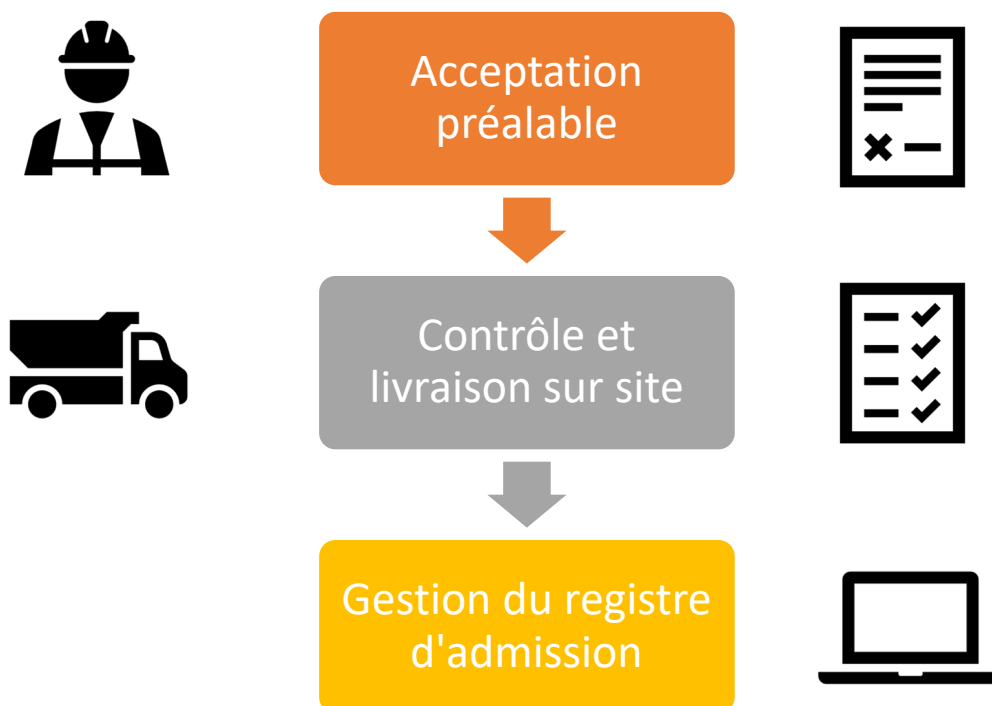 Acceptation
préalable
Contrôle et
livraison sur site
Gestion du registre
d'admission